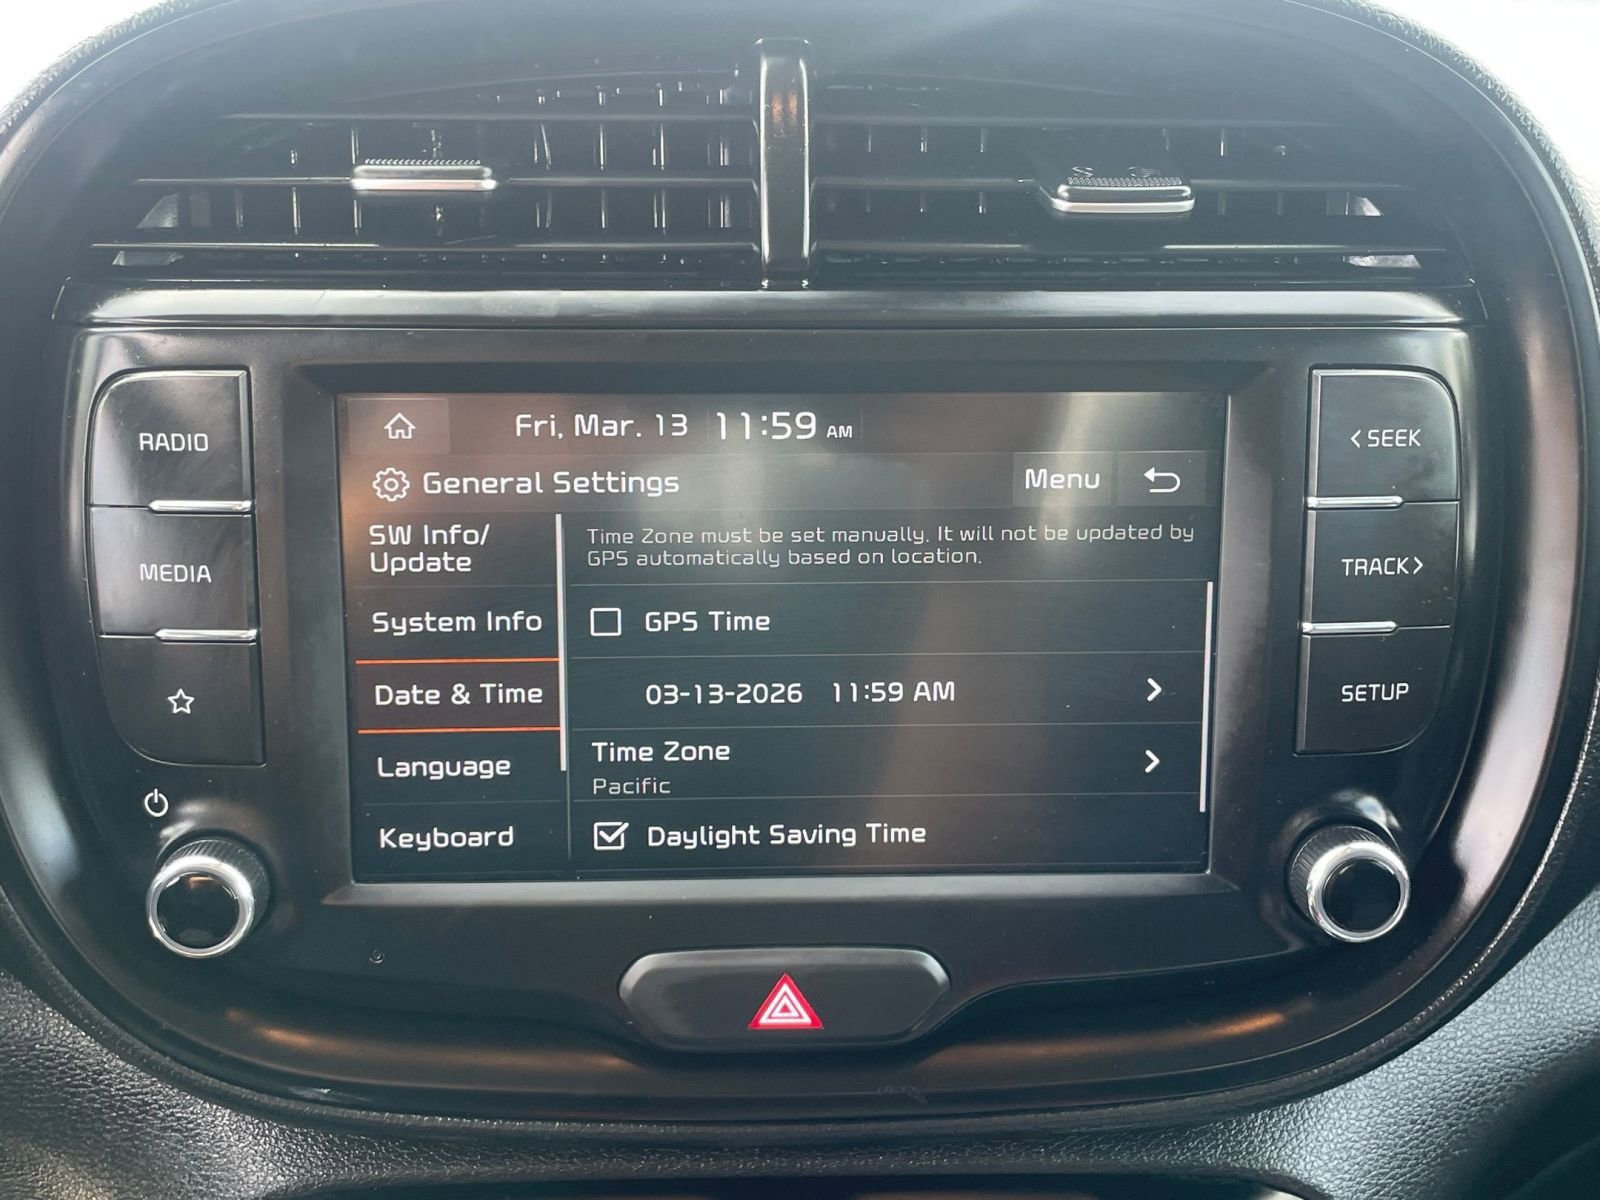 RADIO
MEDIA
Fri, Mar. 13 11:59 AM
General Settings
Menu
SW Info/
Update
System Info
Date & Time
Language
Keyboard
Time Zone must be set manually. It will not be updated by
GPS automatically based on location.
GPS Time
03-13-2026 11:59 AM
Time Zone
Pacific
Daylight Saving Time
< SEEK
TRACK >
SETUP